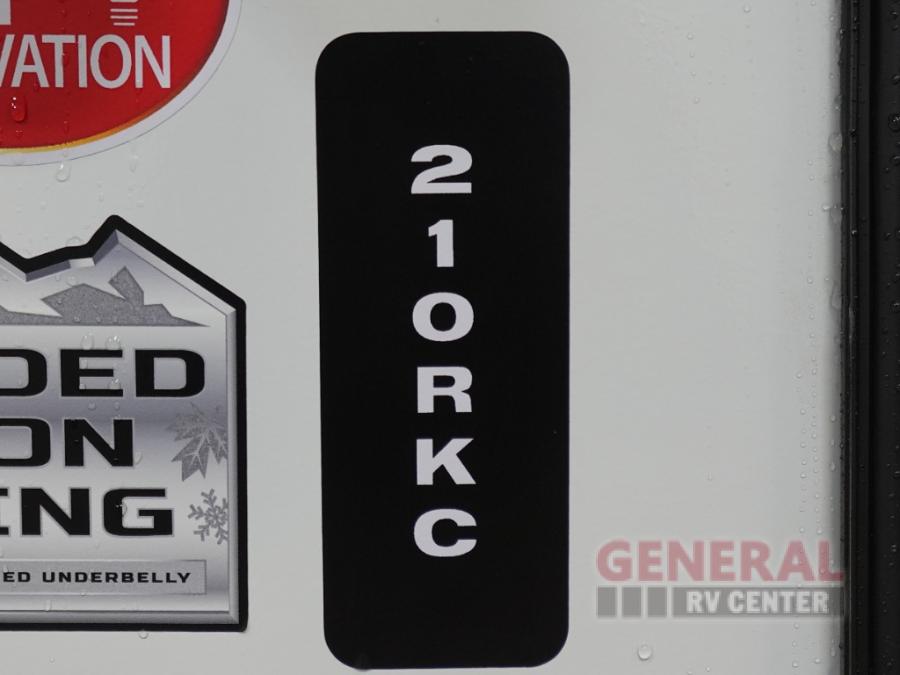 VATION
DED
ON
ING
ED UNDERBELLY
2
1
0
R
K
C
GENERAL
RV CENTER